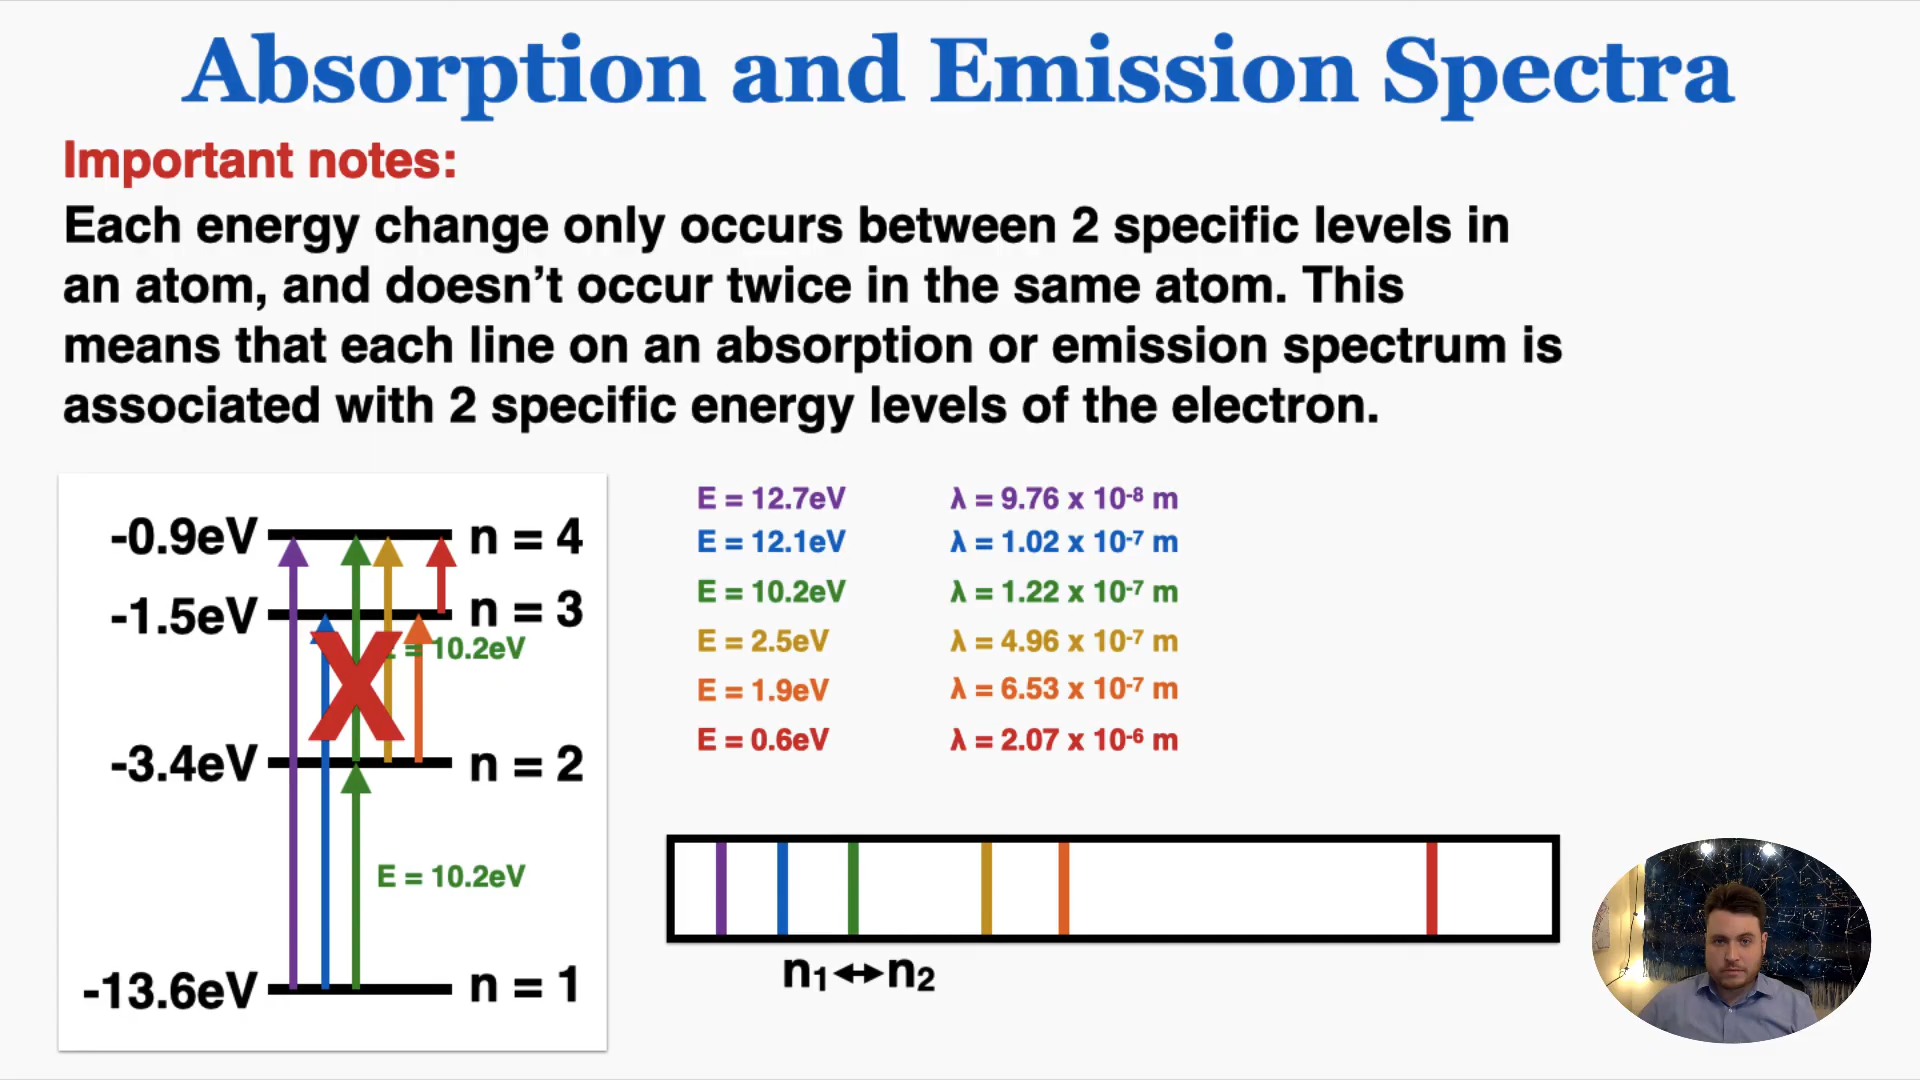 Absorption and Emission Spectra
Important notes:
Each energy change only occurs between 2 specific levels in
an atom, and doesn’t occur twice in the same atom. This
means that each line on an absorption or emission spectrum is
associated with 2 specific energy levels of the electron.
-0.9eV n = 4
-1.5eV n = 3
= 10.2eV
-3.4eV n = 2
E = 10.2eV
-13.6eV n = 1
X
E = 12.7eV λ = 9.76 x 10⁻⁸ m
E = 12.1eV λ = 1.02 x 10⁻⁷ m
E = 10.2eV λ = 1.22 x 10⁻⁷ m
E = 2.5eV λ = 4.96 x 10⁻⁷ m
E = 1.9eV λ = 6.53 x 10⁻⁷ m
E = 0.6eV λ = 2.07 x 10⁻⁶ m
n₁↔n₂